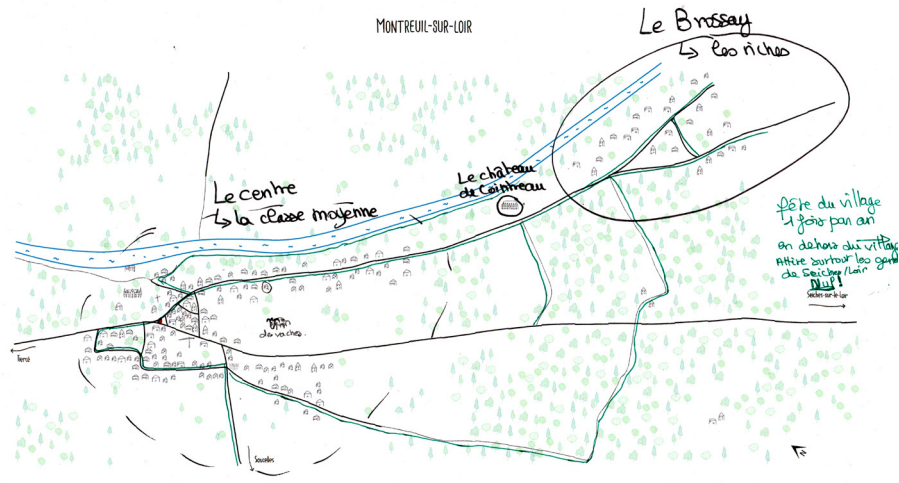 MONTREUIL-SUR-LOIR
Le Brossay
↳ les riches
Le château
de Cointreau
Le centre
↳ la classe moyenne
fête du village
1 fois par an
en dehors du village
Attire surtout les gens
de Seiches/Loir
Seiches-sur-le-Loir
de vaches.
Tiercé
Soucelles